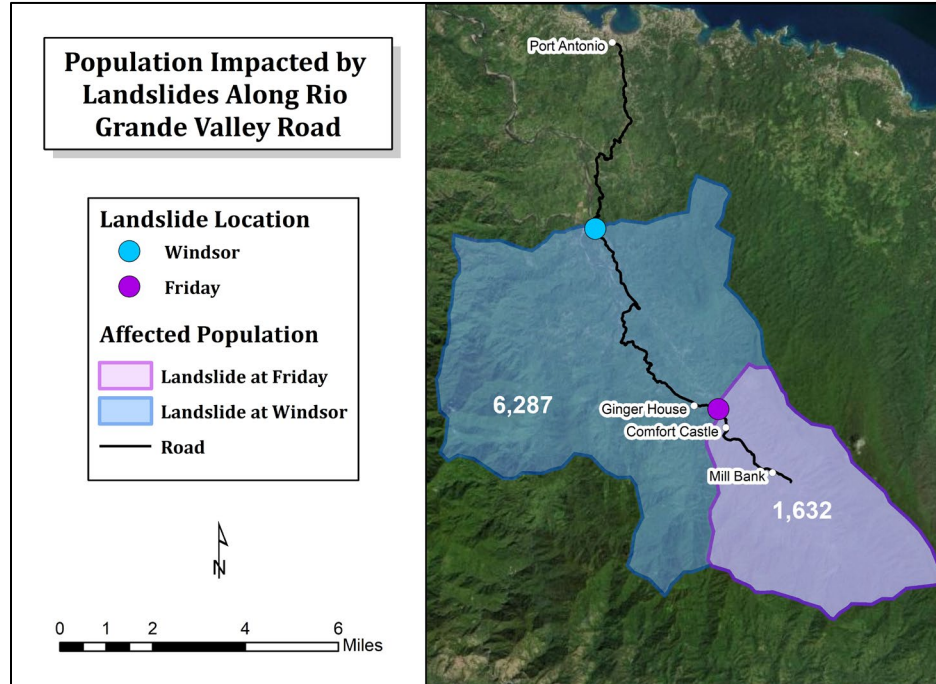 Population Impacted by
Landslides Along Rio
Grande Valley Road
Landslide Location
Windsor
Friday
Affected Population
Landslide at Friday
Landslide at Windsor
Road
N
0 1 2 4 6
Miles
Port Antonio
6,287
Ginger House
Comfort Castle
Mill Bank
1,632